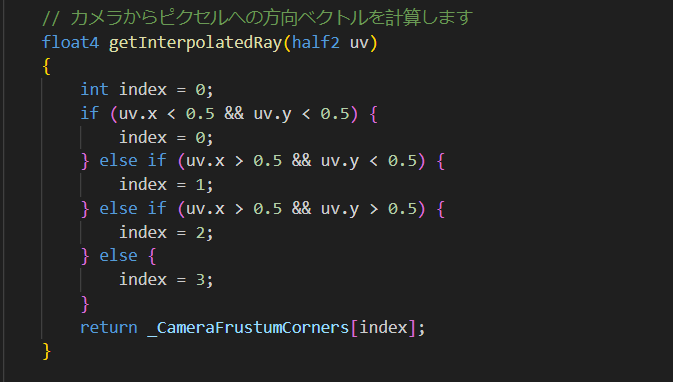 // カメラからピクセルへの方向ベクトルを計算します
float4 getInterpolatedRay(half2 uv)
{
int index = 0;
if (uv.x < 0.5 && uv.y < 0.5) {
index = 0;
} else if (uv.x > 0.5 && uv.y < 0.5) {
index = 1;
} else if (uv.x > 0.5 && uv.y > 0.5) {
index = 2;
} else {
index = 3;
}
return _CameraFrustumCorners[index];
}